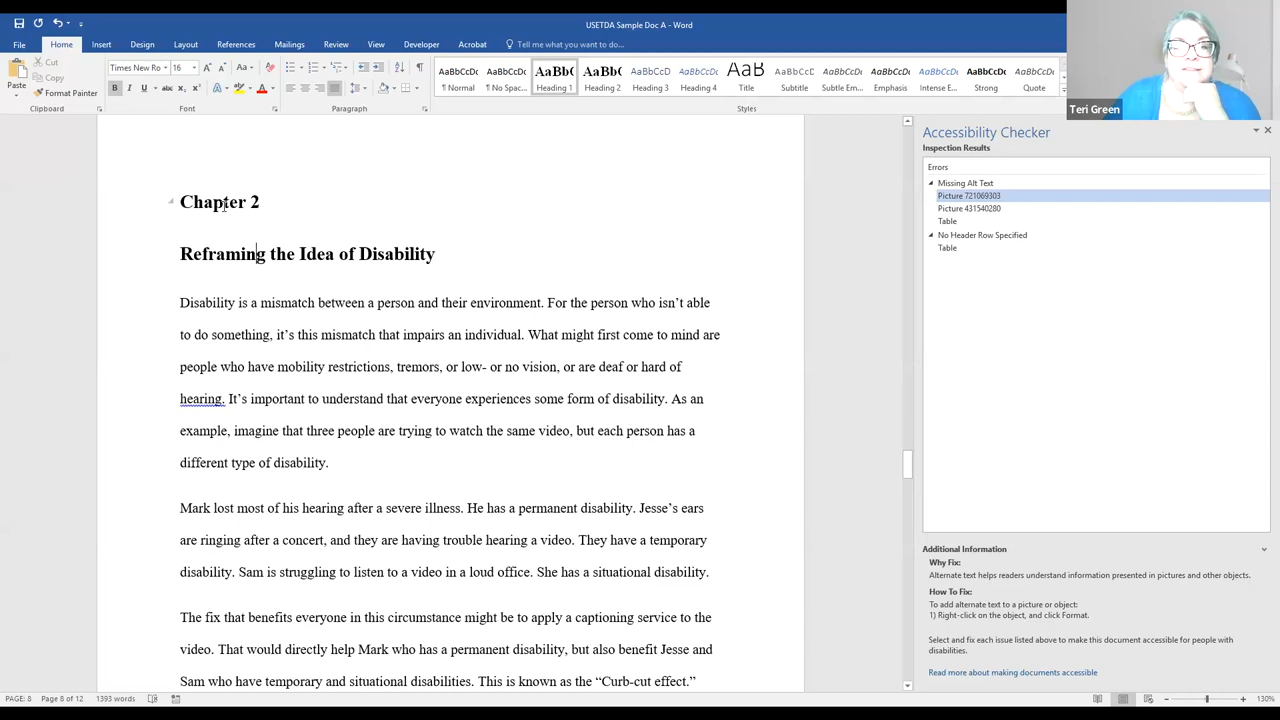 USETDA Sample Doc A - Word
File Home Insert Design Layout References Mailings Review View Developer Acrobat Tell me what you want to do...
Cut
Copy
Paste
Format Painter
Clipboard
Times New Ro 16
Aa
B I U abc x₂ x²
Font
Paragraph
AaBbCcDc AaBbCcDc AaBbC AaBbC AaBbCcD AaBbCcDc AaB AaBbCcD AaBbCcDc AaBbCcDc AaBbCcDc AaBbCcDc AaBbCcDc
¶ Normal ¶ No Spac... Heading 1 Heading 2 Heading 3 Heading 4 Title Subtitle Subtle Em... Emphasis Intense E... Strong Quote
Styles
Teri Green
Chapter 2
Reframing the Idea of Disability
Disability is a mismatch between a person and their environment. For the person who isn’t able
to do something, it’s this mismatch that impairs an individual. What might first come to mind are
people who have mobility restrictions, tremors, or low- or no vision, or are deaf or hard of
hearing. It’s important to understand that everyone experiences some form of disability. As an
example, imagine that three people are trying to watch the same video, but each person has a
different type of disability.
Mark lost most of his hearing after a severe illness. He has a permanent disability. Jesse’s ears
are ringing after a concert, and they are having trouble hearing a video. They have a temporary
disability. Sam is struggling to listen to a video in a loud office. She has a situational disability.
The fix that benefits everyone in this circumstance might be to apply a captioning service to the
video. That would directly help Mark who has a permanent disability, but also benefit Jesse and
Sam who have temporary and situational disabilities. This is known as the “Curb-cut effect.”
Accessibility Checker
Inspection Results
Errors
Missing Alt Text
Picture 721069303
Picture 431540280
Table
No Header Row Specified
Table
Additional Information
Why Fix:
Alternate text helps readers understand information presented in pictures and other objects.
How To Fix:
To add alternate text to a picture or object:
1) Right-click on the object, and click Format.
Select and fix each issue listed above to make this document accessible for people with
disabilities.
Read more about making documents accessible
PAGE: 8 Page 8 of 12 1393 words
130%